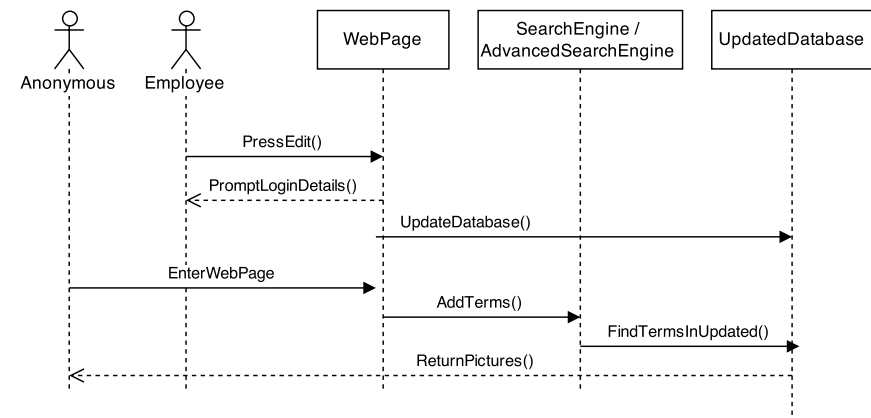 Anonymous
Employee
WebPage
SearchEngine /
AdvancedSearchEngine
UpdatedDatabase
PressEdit()
PromptLoginDetails()
UpdateDatabase()
EnterWebPage
AddTerms()
FindTermsInUpdated()
ReturnPictures()